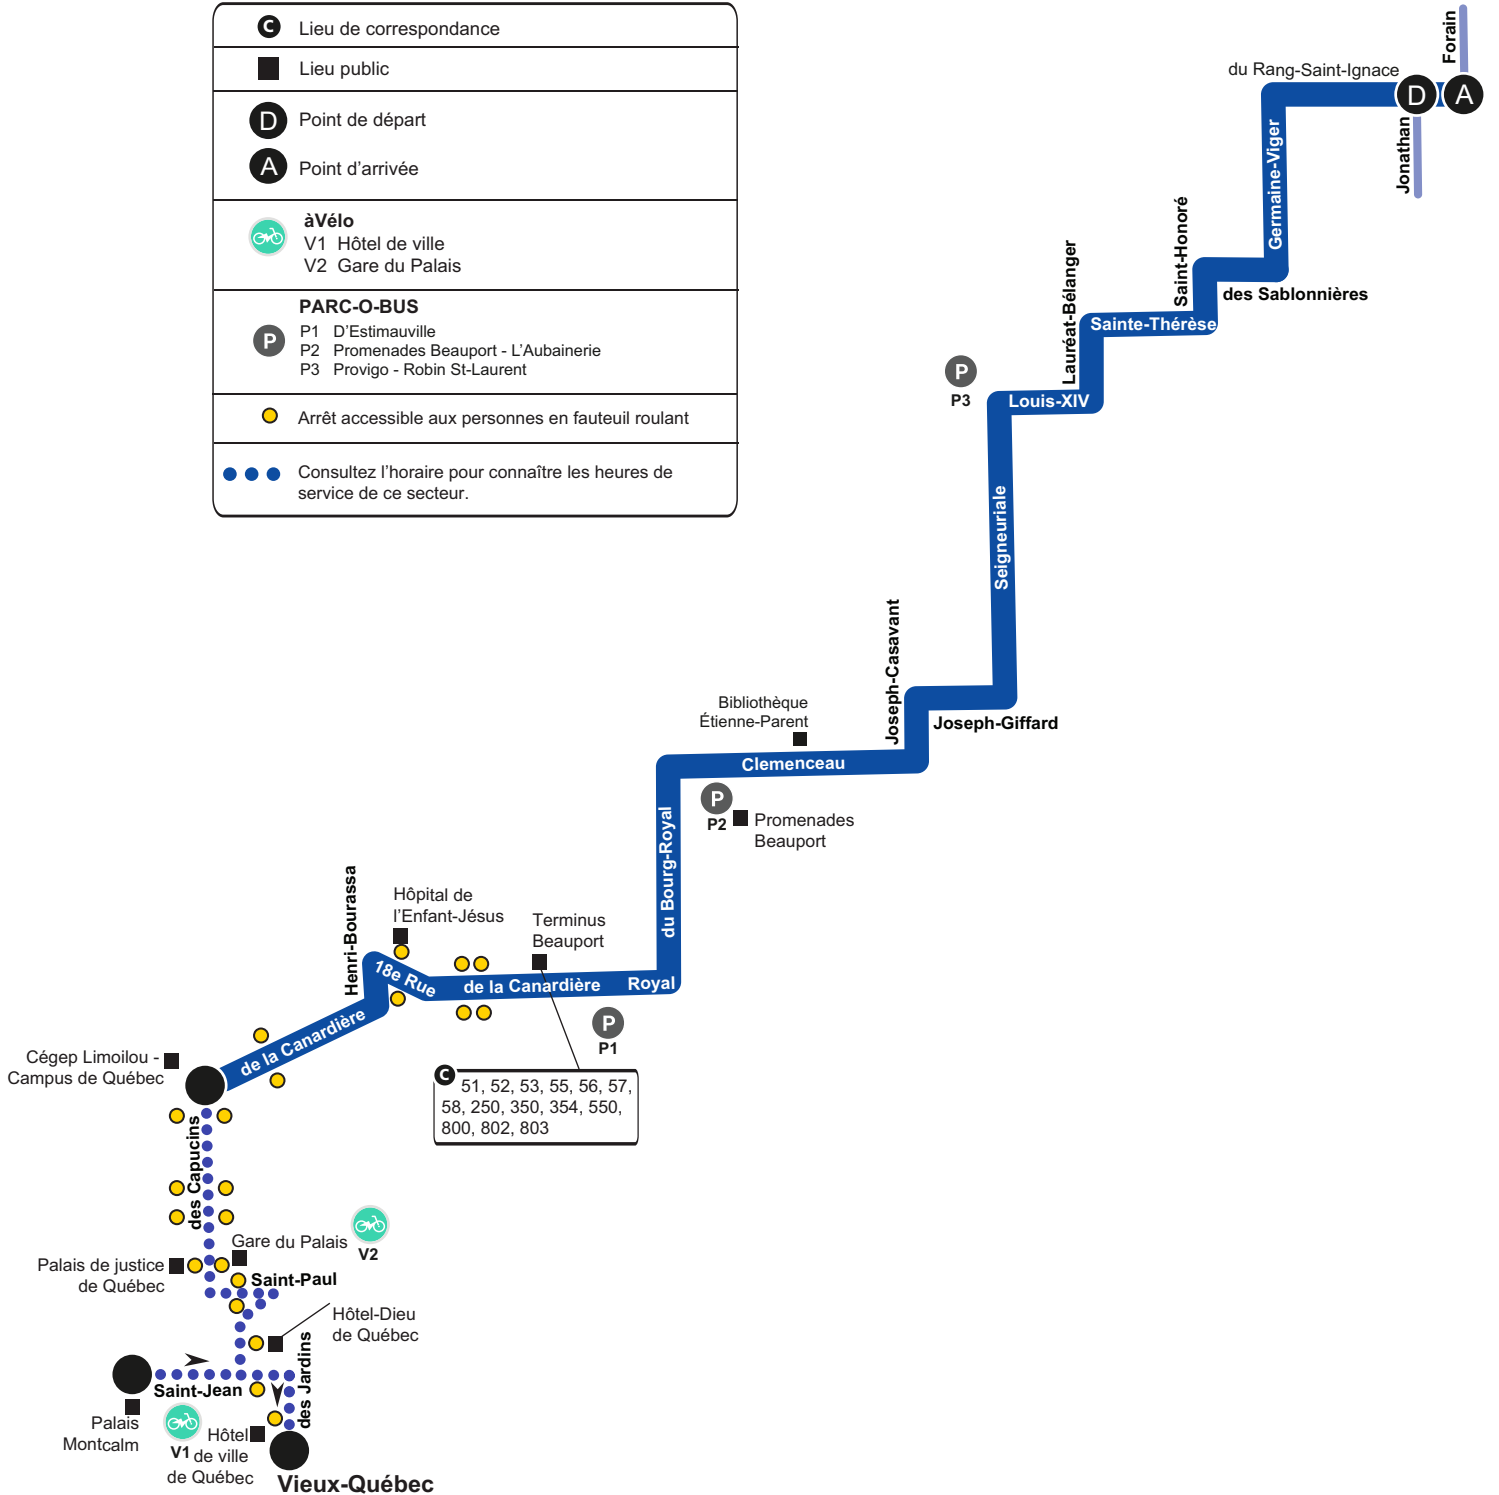 C Lieu de correspondance
Lieu public
D Point de départ
A Point d’arrivée
àVélo
V1 Hôtel de ville
V2 Gare du Palais
PARC-O-BUS
P
P1 D’Estimauville
P2 Promenades Beauport - L’Aubainerie
P3 Provigo - Robin St-Laurent
Arrêt accessible aux personnes en fauteuil roulant
Consultez l’horaire pour connaître les heures de
service de ce secteur.
Forain
du Rang-Saint-Ignace
D
A
Jonathan
Germaine-Viger
des Sablonnières
Saint-Honoré
Sainte-Thérèse
Lauréat-Bélanger
Louis-XIV
P
P3
Seigneuriale
Joseph-Giffard
Joseph-Casavant
Bibliothèque
Étienne-Parent
Clemenceau
P
P2
Promenades
Beauport
du Bourg-Royal
Royal
P
P1
Terminus
Beauport
de la Canardière
C 51, 52, 53, 55, 56, 57,
58, 250, 350, 354, 550,
800, 802, 803
Hôpital de
l’Enfant-Jésus
18e Rue
Henri-Bourassa
de la Canardière
Cégep Limoilou -
Campus de Québec
des Capucins
Gare du Palais
V2
Palais de justice
de Québec
Saint-Paul
Hôtel-Dieu
de Québec
des Jardins
Saint-Jean
Palais
Montcalm
V1
Hôtel
de ville
de Québec
Vieux-Québec